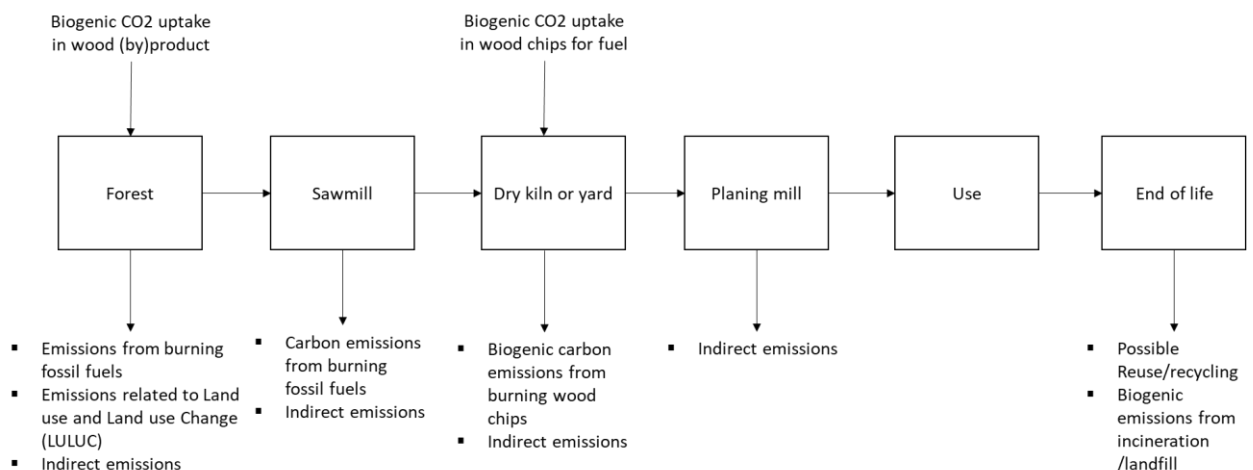 Biogenic CO2 uptake
in wood (by)product
Biogenic CO2 uptake
in wood chips for fuel
Forest
Sawmill
Dry kiln or yard
Planing mill
Use
End of life
▪ Emissions from burning
fossil fuels
▪ Emissions related to Land
use and Land use Change
(LULUC)
▪ Indirect emissions
▪ Carbon emissions
from burning
fossil fuels
▪ Indirect emissions
▪ Biogenic carbon
emissions from
burning wood
chips
▪ Indirect emissions
▪ Indirect emissions
▪ Possible
Reuse/recycling
▪ Biogenic
emissions from
incineration
/landfill